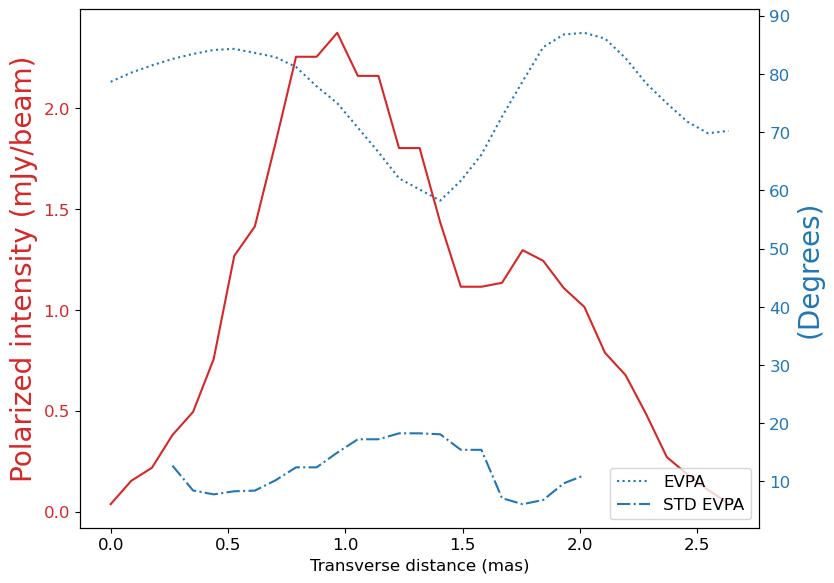 Polarized intensity (mJy/beam)
2.0
1.5
1.0
0.5
0.0
0.0 0.5 1.0 1.5 2.0 2.5
Transverse distance (mas)
90
80
70
60
50
40
30
20
10
(Degrees)
EVPA
STD EVPA